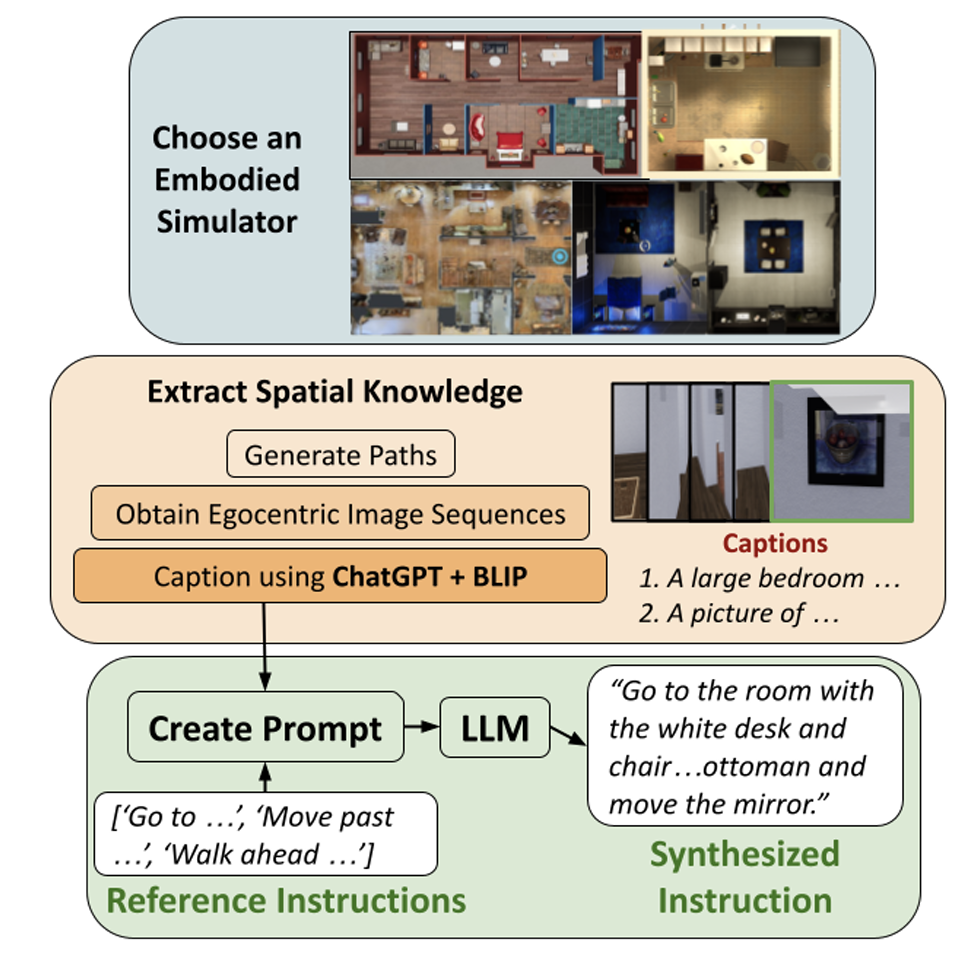 Choose an
Embodied
Simulator
Extract Spatial Knowledge
Generate Paths
Obtain Egocentric Image Sequences
Caption using ChatGPT + BLIP
Captions
1. A large bedroom …
2. A picture of …
Create Prompt
LLM
“Go to the room with
the white desk and
chair…ottoman and
move the mirror.”
[‘Go to …’, ‘Move past
…’, ‘Walk ahead …’]
Reference Instructions
Synthesized
Instruction